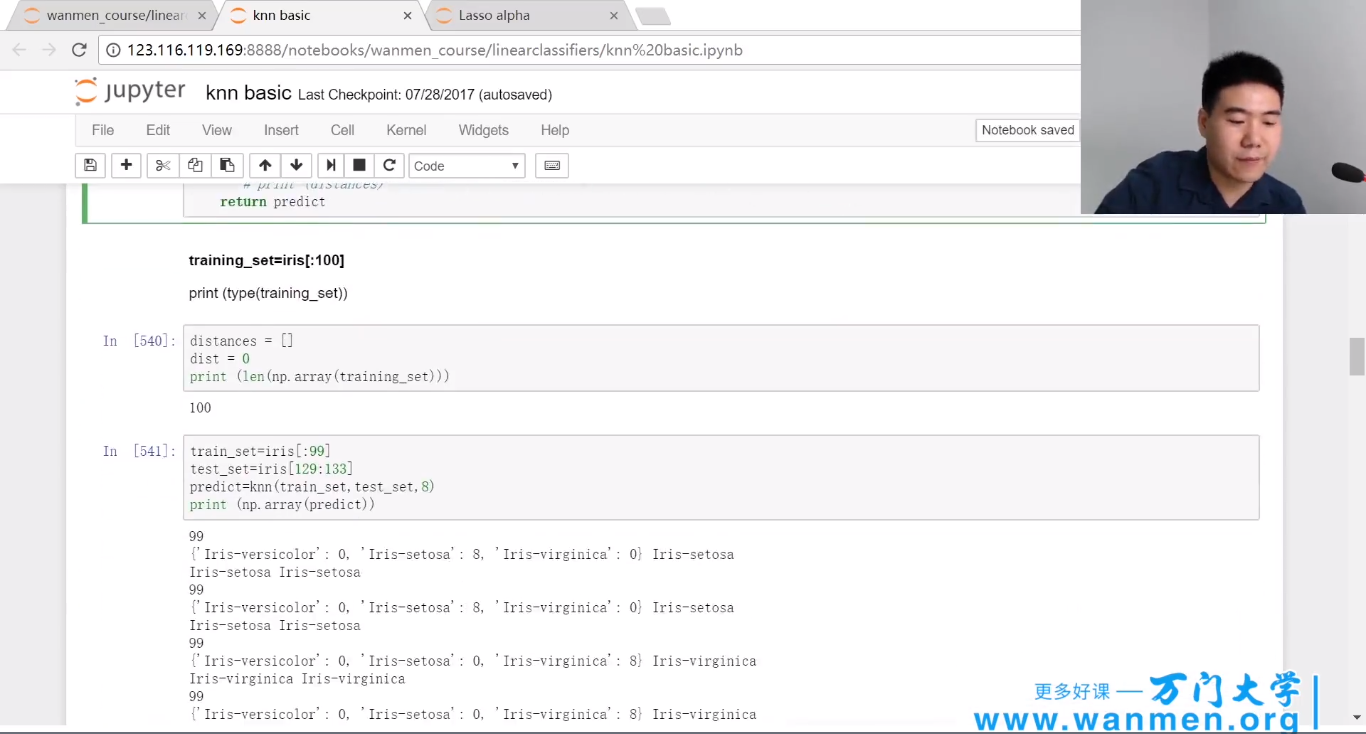 wanmen_course/linear
knn basic
Lasso alpha
123.116.119.169:8888/notebooks/wanmen_course/linearclassifiers/knn%20basic.ipynb
jupyter knn basic Last Checkpoint: 07/28/2017 (autosaved)
File Edit View Insert Cell Kernel Widgets Help
Notebook saved
Code
# print (distances)
return predict
training_set=iris[:100]
print (type(training_set))
In [540]:
distances = []
dist = 0
print (len(np.array(training_set)))
100
In [541]:
train_set=iris[:99]
test_set=iris[129:133]
predict=knn(train_set,test_set,8)
print (np.array(predict))
99
{'Iris-versicolor': 0, 'Iris-setosa': 8, 'Iris-virginica': 0} Iris-setosa
Iris-setosa Iris-setosa
99
{'Iris-versicolor': 0, 'Iris-setosa': 8, 'Iris-virginica': 0} Iris-setosa
Iris-setosa Iris-setosa
99
{'Iris-versicolor': 0, 'Iris-setosa': 0, 'Iris-virginica': 8} Iris-virginica
Iris-virginica Iris-virginica
99
{'Iris-versicolor': 0, 'Iris-setosa': 0, 'Iris-virginica': 8} Iris-virginica
更多好课 — 万门大学
www.wanmen.org